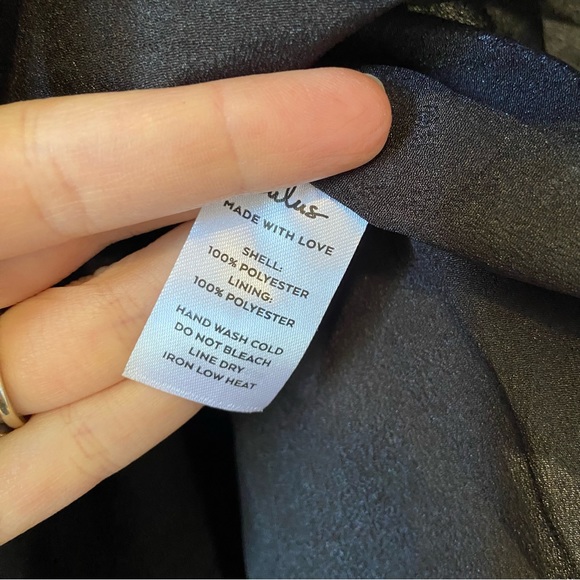 MADE WITH LOVE
SHELL:
100% POLYESTER
LINING:
100% POLYESTER
HAND WASH COLD
DO NOT BLEACH
LINE DRY
IRON LOW HEAT